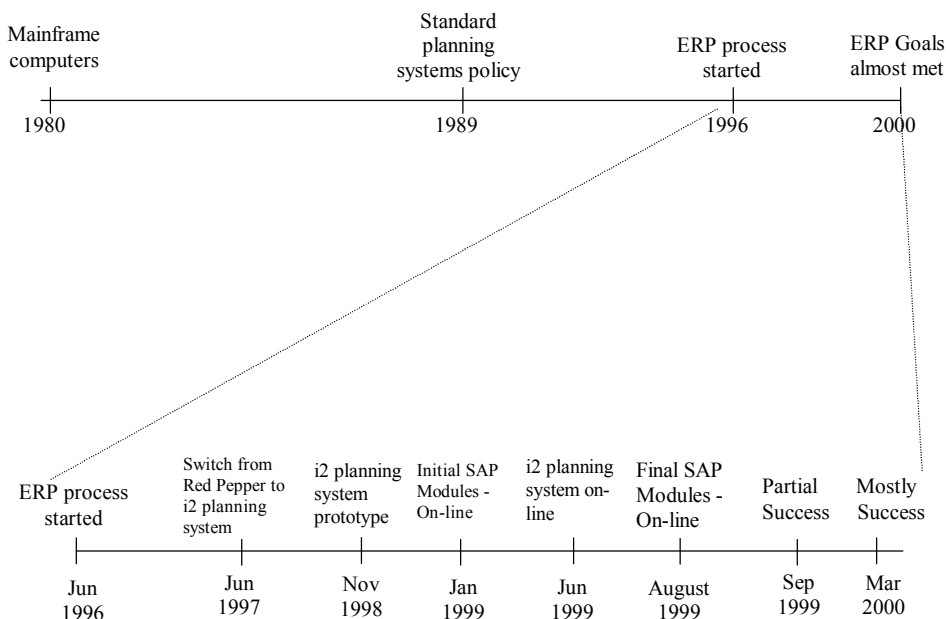 Mainframe
computers
Standard
planning
systems policy
ERP process
started
ERP Goals
almost met
1980
1989
1996
2000
ERP process
started
Switch from
Red Pepper to
i2 planning
system
i2 planning
system
prototype
Initial SAP
Modules -
On-line
i2 planning
system on-
line
Final SAP
Modules -
On-line
Partial
Success
Mostly
Success
Jun
1996
Jun
1997
Nov
1998
Jan
1999
Jun
1999
August
1999
Sep
1999
Mar
2000